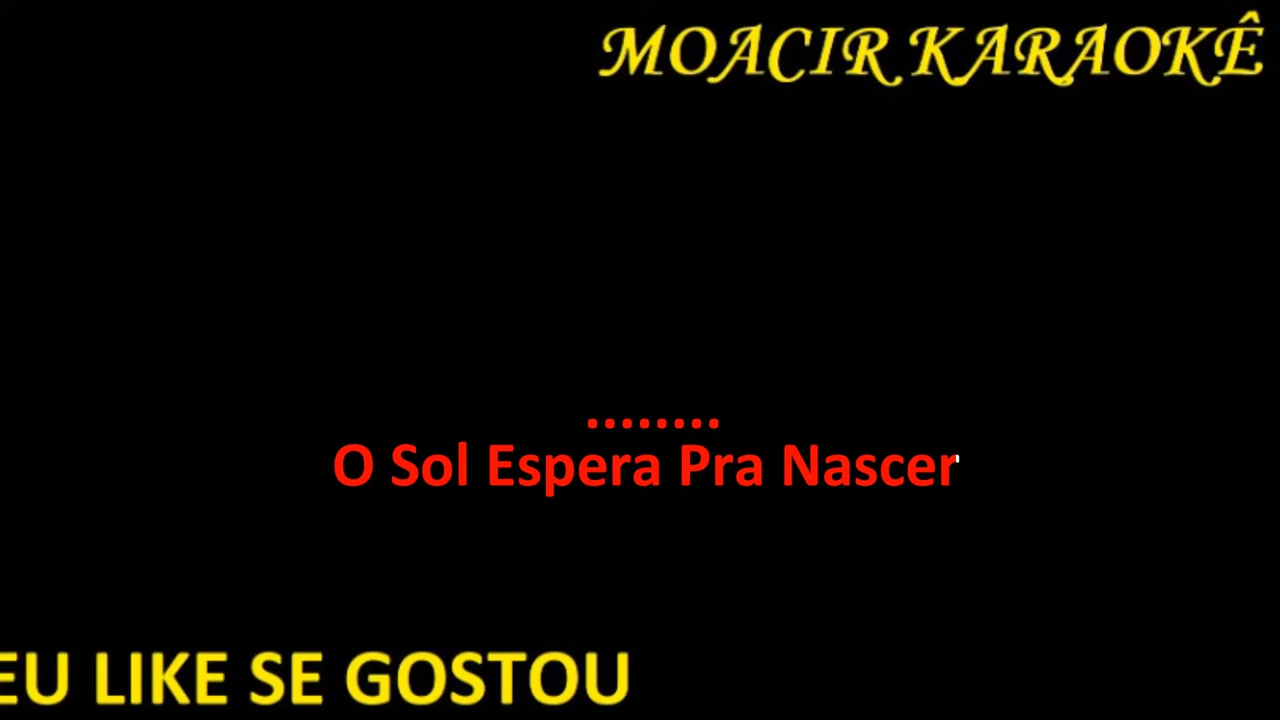 MOACIR KARAOKÊ
........
O Sol Espera Pra Nascer
EU LIKE SE GOSTOU